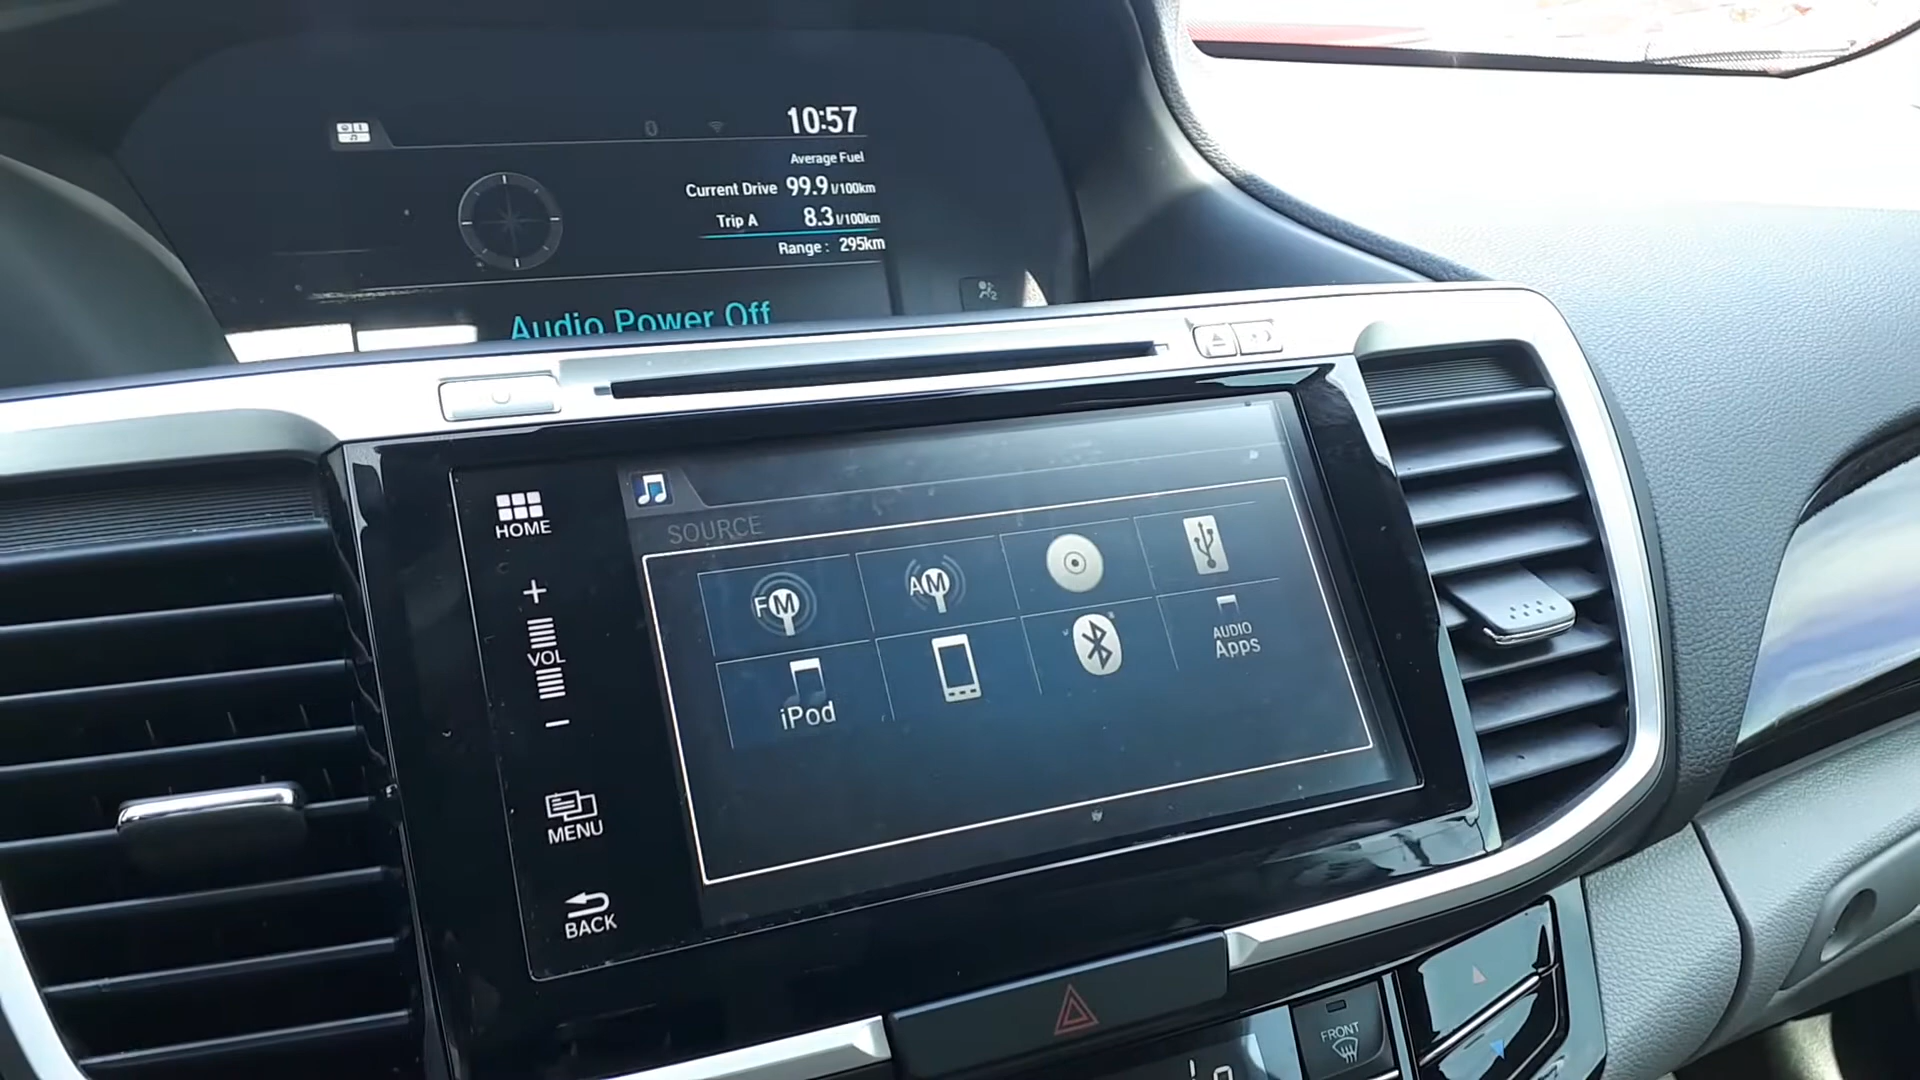 10:57
Average Fuel
Current Drive 99.9 l/100km
Trip A 8.3 l/100km
Range : 295km
Audio Power Off
HOME
SOURCE
FM
AM
+
VOL
−
iPod
AUDIO Apps
MENU
BACK
FRONT